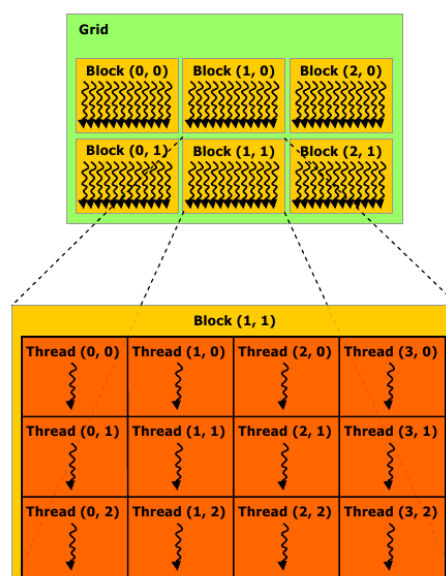 Grid
Block (0, 0) Block (1, 0) Block (2, 0)
Block (0, 1) Block (1, 1) Block (2, 1)
Block (1, 1)
Thread (0, 0) Thread (1, 0) Thread (2, 0) Thread (3, 0)
Thread (0, 1) Thread (1, 1) Thread (2, 1) Thread (3, 1)
Thread (0, 2) Thread (1, 2) Thread (2, 2) Thread (3, 2)